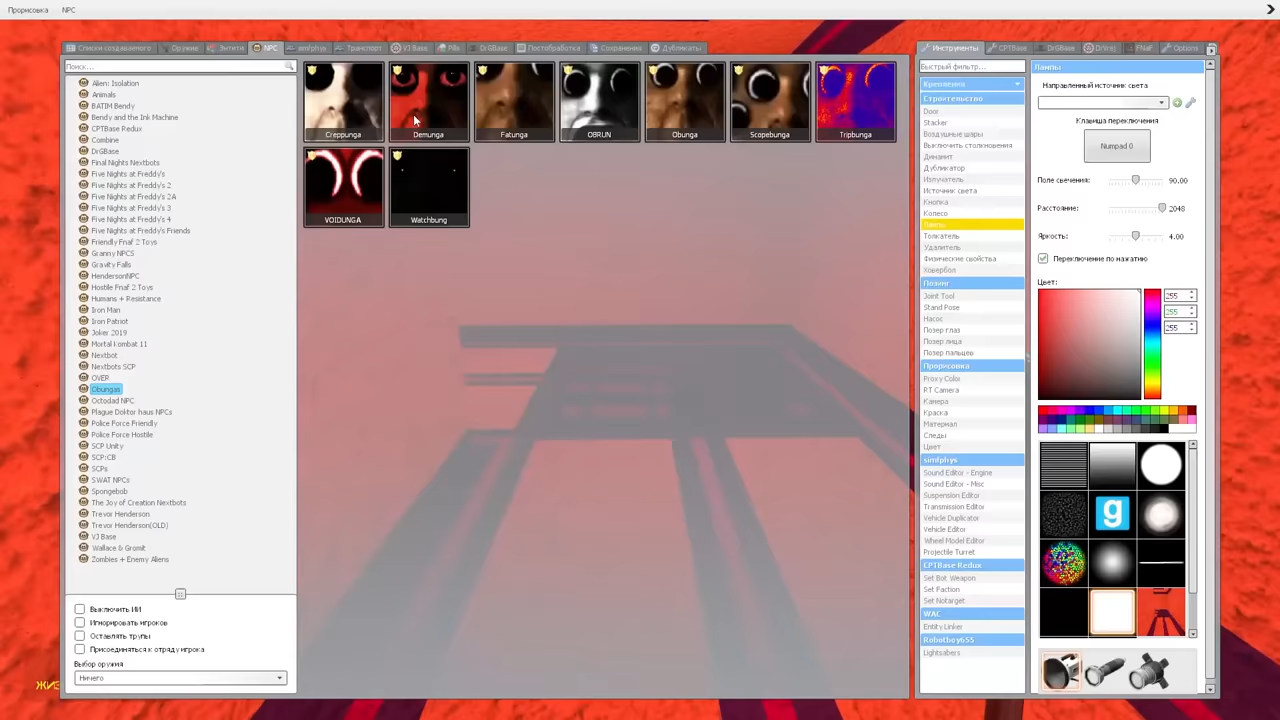 Прорисовка NPC
Списки создаваемого Оружие Энтити NPC simfphys Транспорт VJ Base Pills DrGBase Постобработка Сохранения Дубликаты
Поиск...
Alien: Isolation
Animals
BATIM Bendy
Bendy and the Ink Machine
CPTBase Redux
Combine
DrGBase
Final Nights Nextbots
Five Nights at Freddy's
Five Nights at Freddy's 2
Five Nights at Freddy's 2A
Five Nights at Freddy's 3
Five Nights at Freddy's 4
Five Nights at Freddy's Friends
Friendly Fnaf 2 Toys
Granny NPCS
Gravity Falls
HendersonNPC
Hostile Fnaf 2 Toys
Humans + Resistance
Iron Man
Iron Patriot
Joker 2019
Mortal Kombat 11
Nextbot
Nextbots SCP
OVER
Obungas
Octodad NPC
Plague Doktor haus NPCs
Police Force Friendly
Police Force Hostile
SCP Unity
SCP:CB
SCPs
SWAT NPCs
Spongebob
The Joy of Creation Nextbots
Trevor Henderson
Trevor Henderson(OLD)
VJ Base
Wallace & Gromit
Zombies + Enemy Aliens
Выключить ИИ
Игнорировать игроков
Оставлять трупы
Присоединяться к отряду игрока
Выбор оружия
Ничего
Creppunga Demunga Fatunga OBRUN Obunga Scopebunga Tripbunga
VOIDUNGA Watchbung
Инструменты CPTBase DrGBase DrVrej FNaF Options
Быстрый фильтр...
Крепления
Строительство
Door
Stacker
Воздушные шары
Выключить столкновения
Динамит
Дубликатор
Излучатель
Источник света
Кнопка
Колесо
Лампы
Толкатель
Удалитель
Физические свойства
Ховербол
Позинг
Joint Tool
Stand Pose
Насос
Позер глаз
Позер лица
Позер пальцев
Прорисовка
Proxy Color
RT Camera
Камера
Краска
Материал
Следы
Цвет
simfphys
Sound Editor - Engine
Sound Editor - Misc
Suspension Editor
Transmission Editor
Vehicle Duplicator
Vehicle Editor
Wheel Model Editor
Projectile Turret
CPTBase Redux
Set Bot Weapon
Set Faction
Set Notarget
WAC
Entity Linker
Robotboy655
Lightsabers
Лампы
Направленный источник света
Клавиша переключения
Numpad 0
Поле свечения: 90.00
Расстояние: 2048
Яркость: 4.00
Переключение по нажатию
Цвет:
255
255
255
g
ЖИЗ